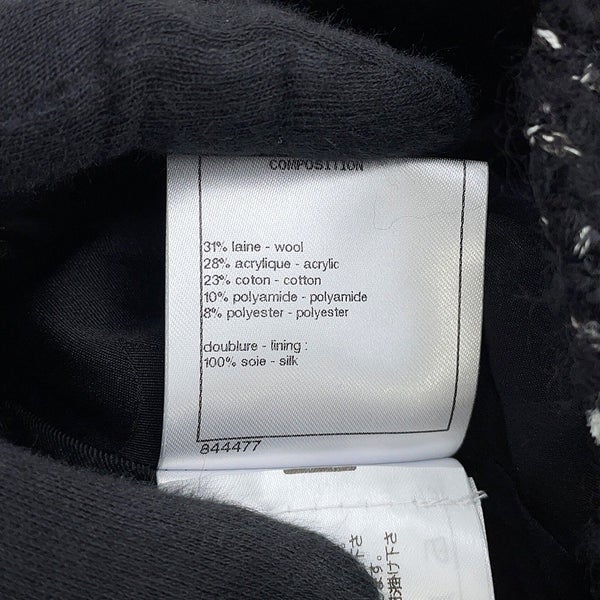 COMPOSITION
31% laine - wool
28% acrylique - acrylic
23% coton - cotton
10% polyamide - polyamide
8% polyester - polyester
doublure - lining :
100% soie - silk
844477